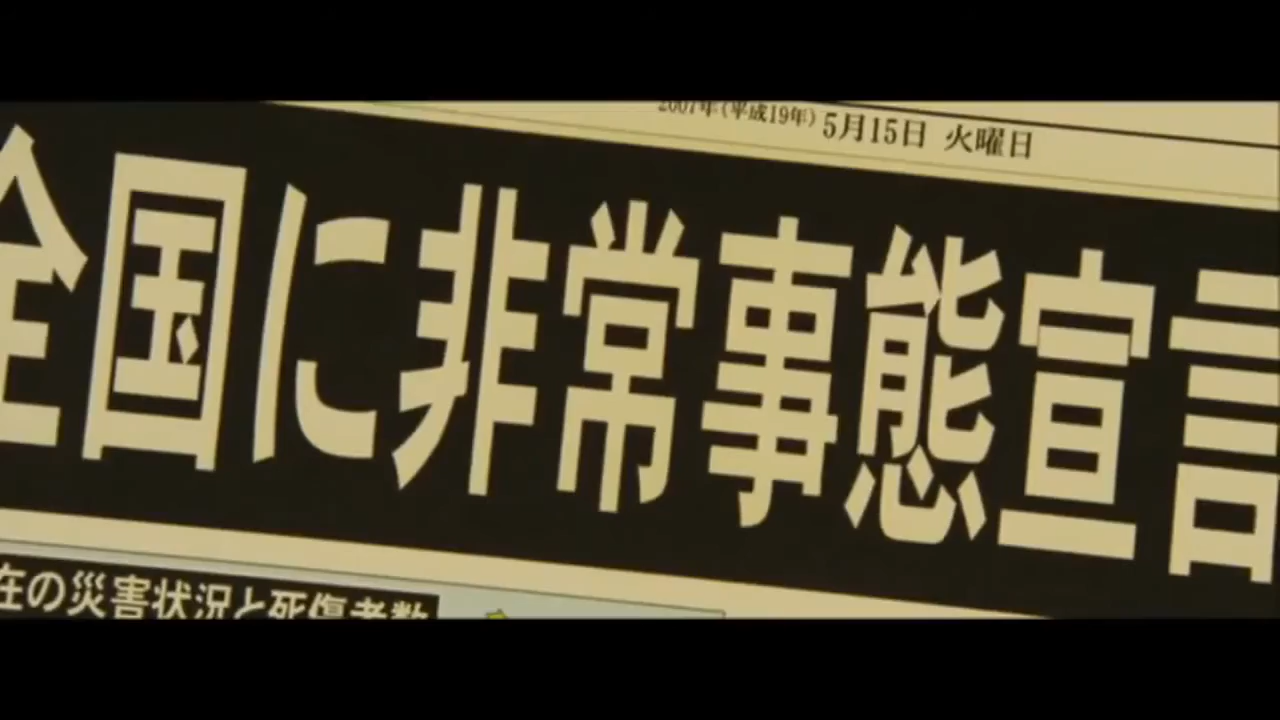 2007年(平成19年) 5月15日 火曜日
全国に非常事態宣言
在の災害状況と死傷者数